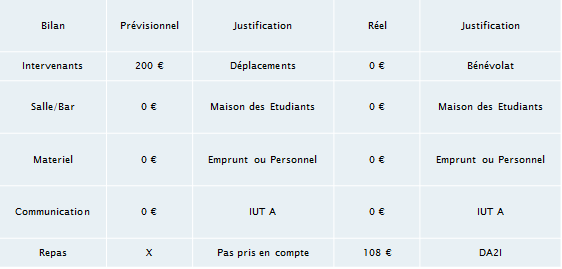 Bilan Prévisionnel Justification Réel Justification
Intervenants 200 € Déplacements 0 € Bénévolat
Salle/Bar 0 € Maison des Etudiants 0 € Maison des Etudiants
Materiel 0 € Emprunt ou Personnel 0 € Emprunt ou Personnel
Communication 0 € IUT A 0 € IUT A
Repas X Pas pris en compte 108 € DA2I